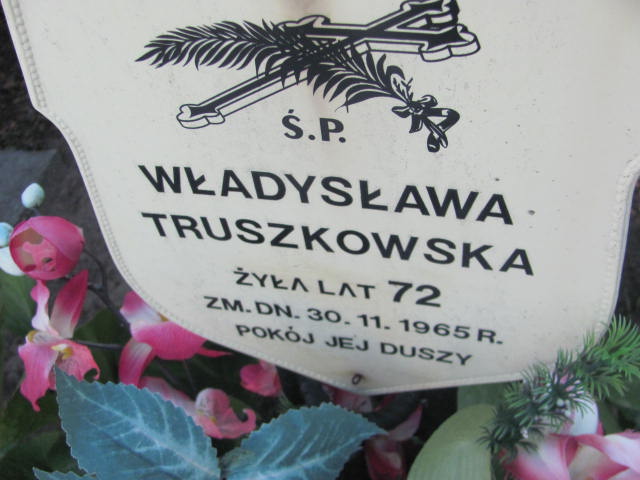 Ś.P.
WŁADYSŁAWA
TRUSZKOWSKA
ŻYŁA LAT 72
ZM. DN. 30. 11. 1965 R.
POKÓJ JEJ DUSZY